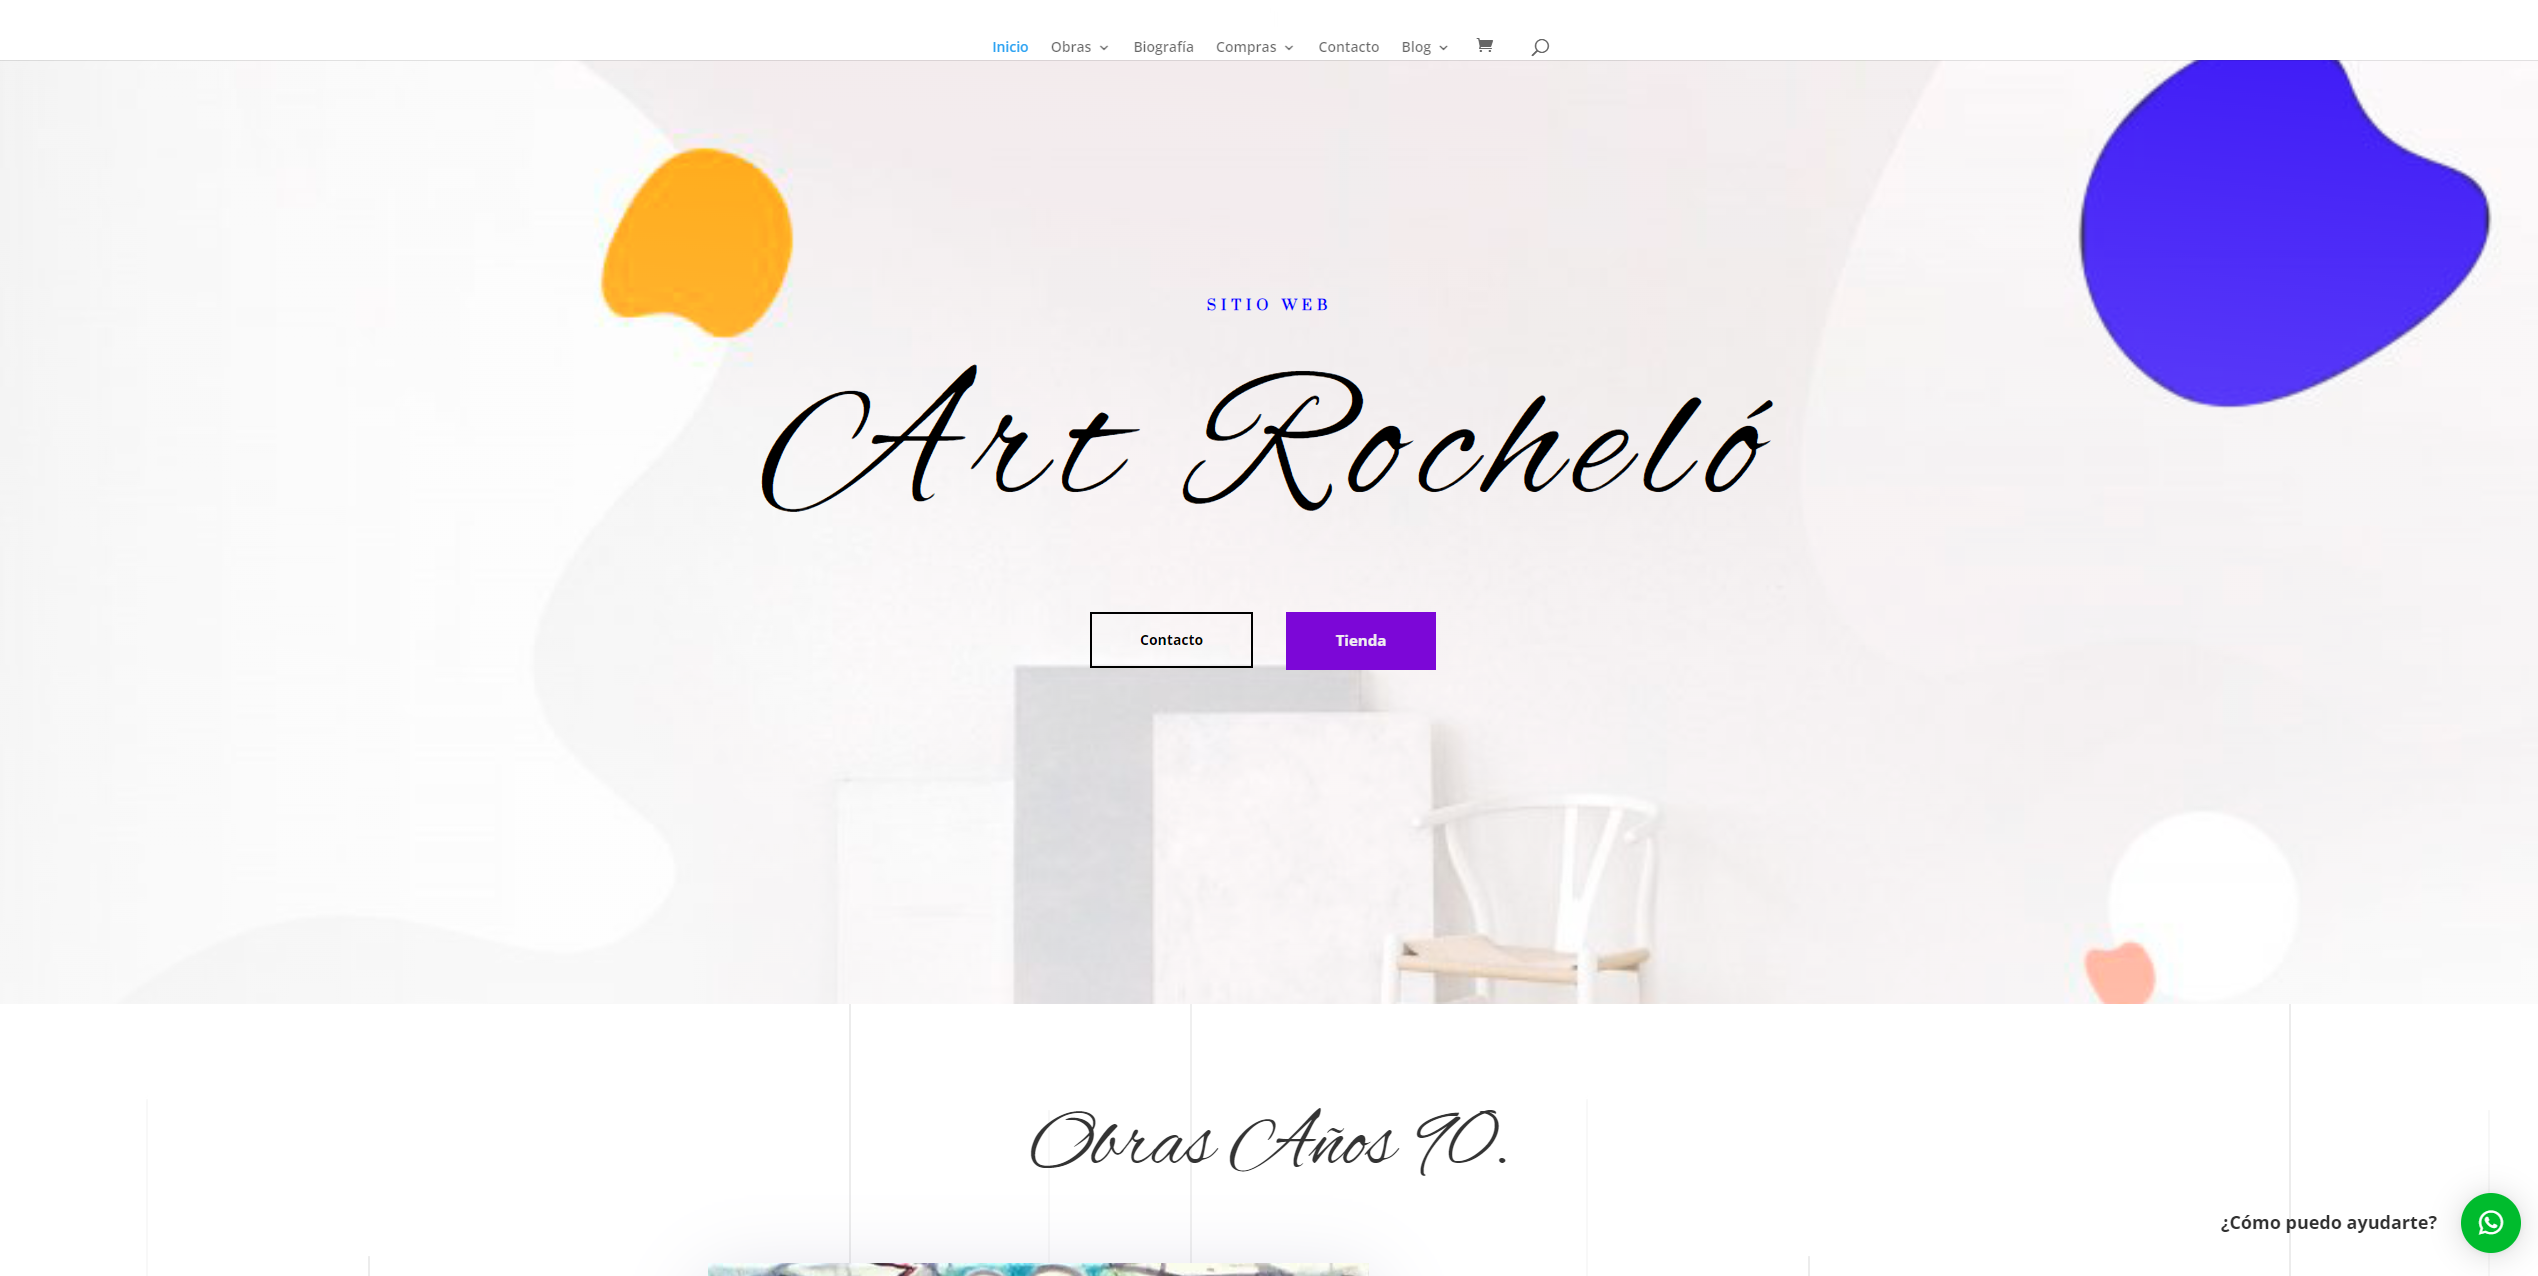 Inicio Obras Biografía Compras Contacto Blog
SITIO WEB
Art Rocheló
Contacto Tienda
Obras Años 90.
¿Cómo puedo ayudarte?